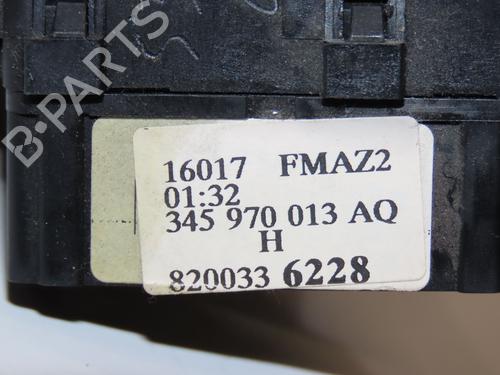 B-PARTS
16017 FMAZ2
01:32
345 970 013 AQ
H
820033 6228